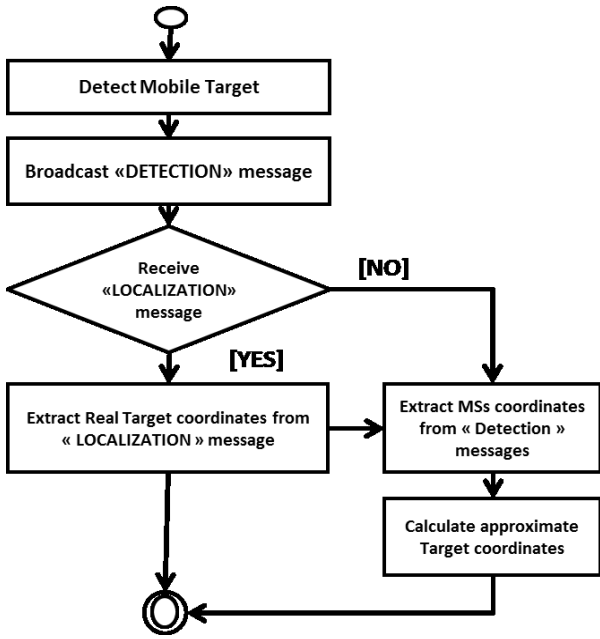 Detect Mobile Target
Broadcast «DETECTION» message
Receive
«LOCALIZATION»
message
[NO]
[YES]
Extract Real Target coordinates from
« LOCALIZATION » message
Extract MSs coordinates
from « Detection »
messages
Calculate approximate
Target coordinates